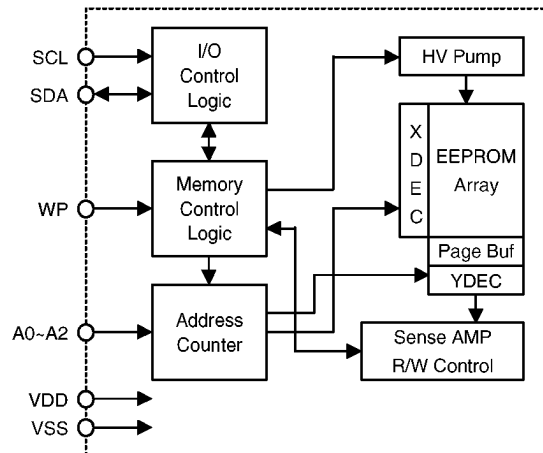 SCL
SDA
WP
A0~A2
VDD
VSS
I/O
Control
Logic
Memory
Control
Logic
Address
Counter
HV Pump
X
D
E
C
EEPROM
Array
Page Buf
YDEC
Sense AMP
R/W Control